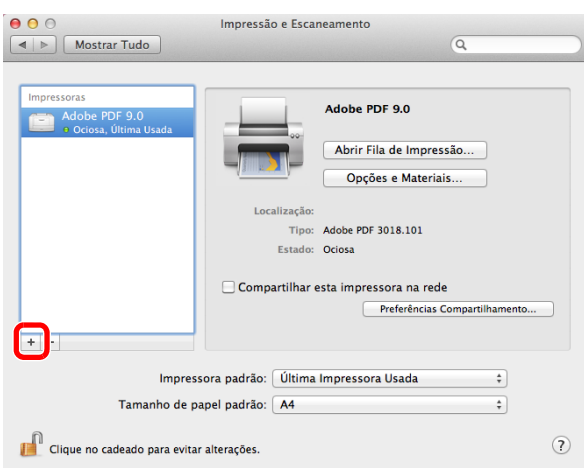 Impressão e Escaneamento
Mostrar Tudo
Impressoras
Adobe PDF 9.0
Ociosa, Última Usada
Adobe PDF 9.0
Abrir Fila de Impressão...
Opções e Materiais...
Localização:
Tipo: Adobe PDF 3018.101
Estado: Ociosa
Compartilhar esta impressora na rede
Preferências Compartilhamento...
+ -
Impressora padrão: Última Impressora Usada
Tamanho de papel padrão: A4
Clique no cadeado para evitar alterações.
?